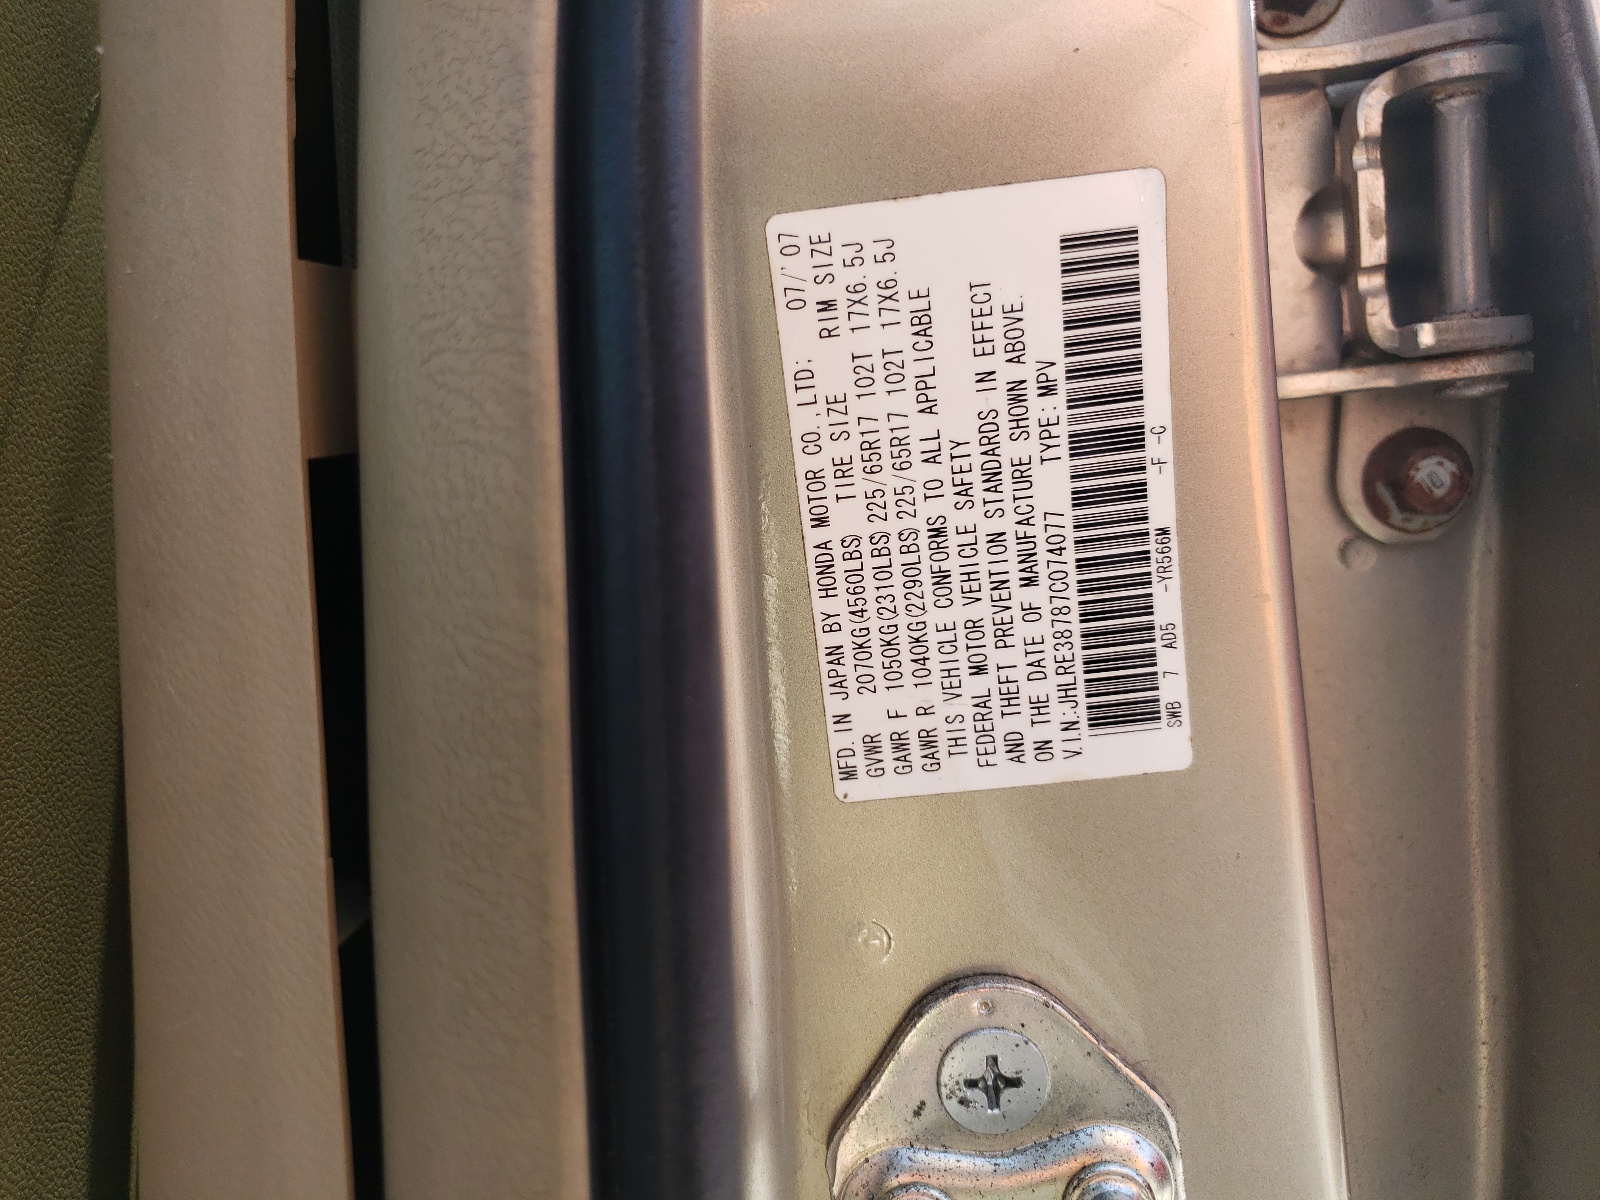 MFD. IN JAPAN BY HONDA MOTOR CO.,LTD; 07/'07
GVWR 2070KG(4560LBS) TIRE SIZE RIM SIZE
GAWR F 1050KG(2310LBS) 225/65R17 102T 17X6.5J
GAWR R 1040KG(2290LBS) 225/65R17 102T 17X6.5J
THIS VEHICLE CONFORMS TO ALL APPLICABLE
FEDERAL MOTOR VEHICLE SAFETY
AND THEFT PREVENTION STANDARDS IN EFFECT
ON THE DATE OF MANUFACTURE SHOWN ABOVE.
V.I.N.:JHLRE38787C074077 TYPE:MPV
SWB 7 AD5 -YR566M -F -C